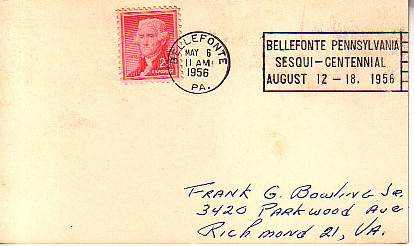 BELLEFONTE
MAY 6
11 AM
1956
PA.
BELLEFONTE PENNSYLVANIA
SESQUI-CENTENNIAL
AUGUST 12-18, 1956
2¢
FRANK G. BOWLING JR.
3420 PARKWOOD AVE
RICHMOND 21, VA.